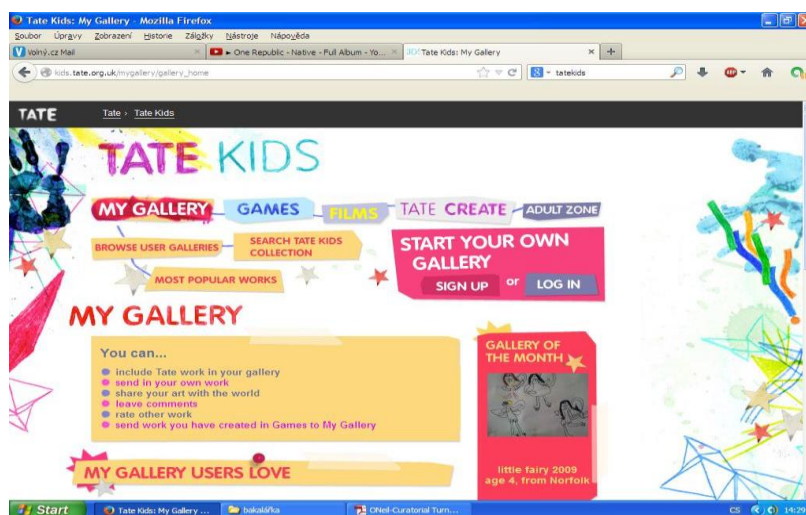 Tate Kids: My Gallery - Mozilla Firefox
Soubor Úpravy Zobrazení Historie Záložky Nástroje Nápověda
Volný.cz Mail × ► One Republic - Native - Full Album - Yo... × Tate Kids: My Gallery × +
kids.tate.org.uk/mygallery/gallery_home tatekids
TATE Tate › Tate Kids
TATE KIDS
MY GALLERY GAMES FILMS TATE CREATE ADULT ZONE
BROWSE USER GALLERIES
SEARCH TATE KIDS
COLLECTION
MOST POPULAR WORKS
START YOUR OWN
GALLERY
SIGN UP or LOG IN
MY GALLERY
You can...
include Tate work in your gallery
send in your own work
share your art with the world
leave comments
rate other work
send work you have created in Games to My Gallery
GALLERY OF
THE MONTH
little fairy 2009
age 4, from Norfolk
MY GALLERY USERS LOVE
Start Tate Kids: My Gallery ... bakalářka ONeil-Curatorial Turn... CS 14:29